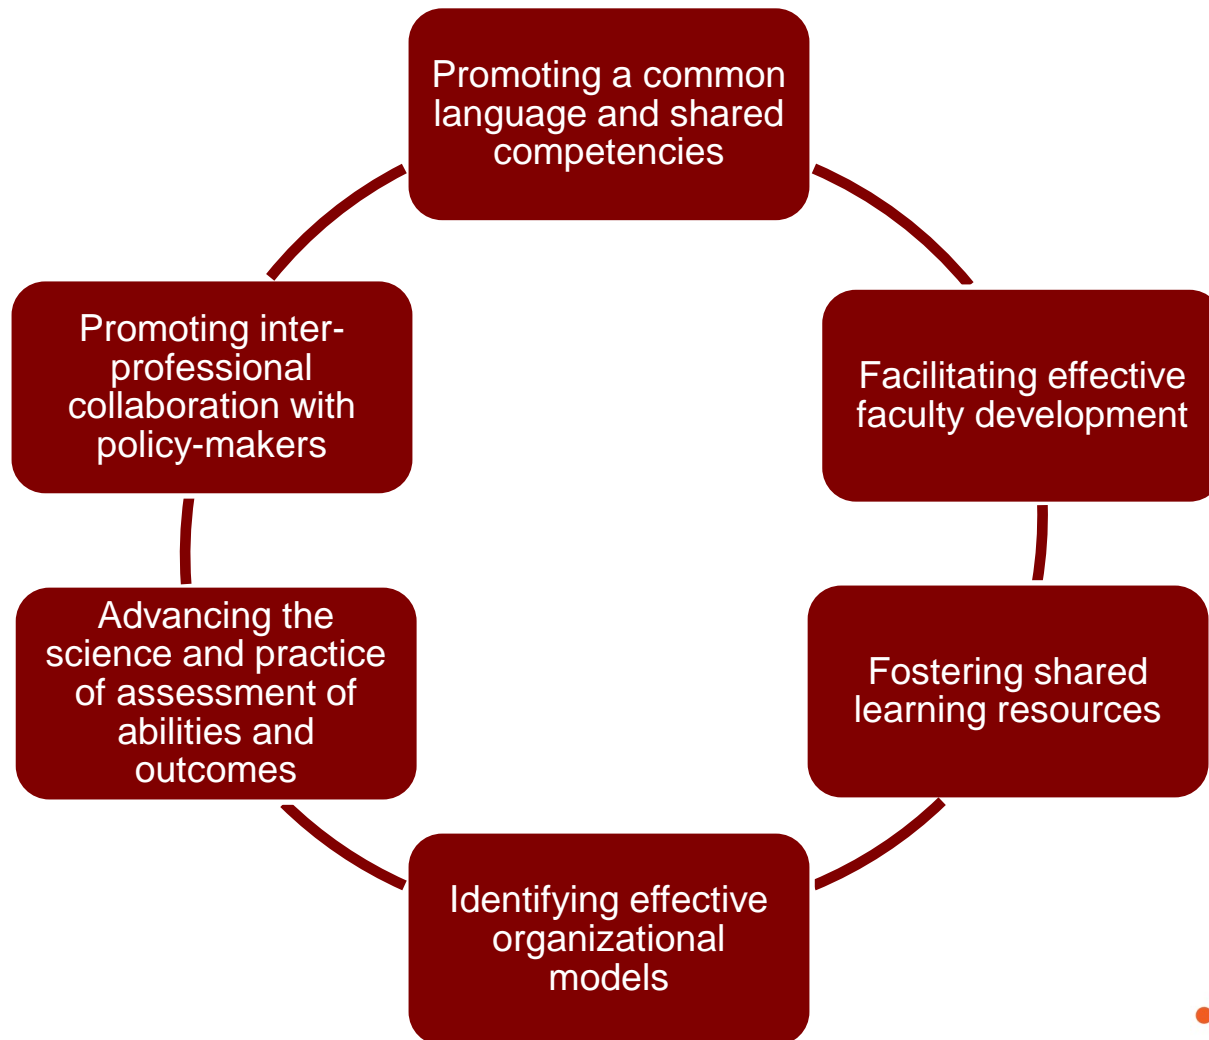 Promoting a common
language and shared
competencies
Facilitating effective
faculty development
Fostering shared
learning resources
Identifying effective
organizational
models
Advancing the
science and practice
of assessment of
abilities and
outcomes
Promoting inter-
professional
collaboration with
policy-makers